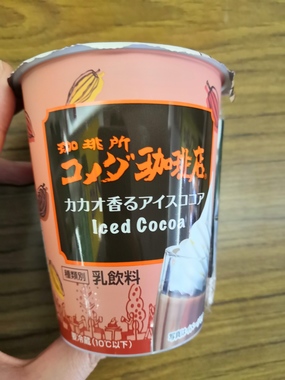 珈琲所
コメダ珈琲店
カカオ香るアイスココア
Iced Cocoa
種類別 乳飲料
要冷蔵(10℃以下)